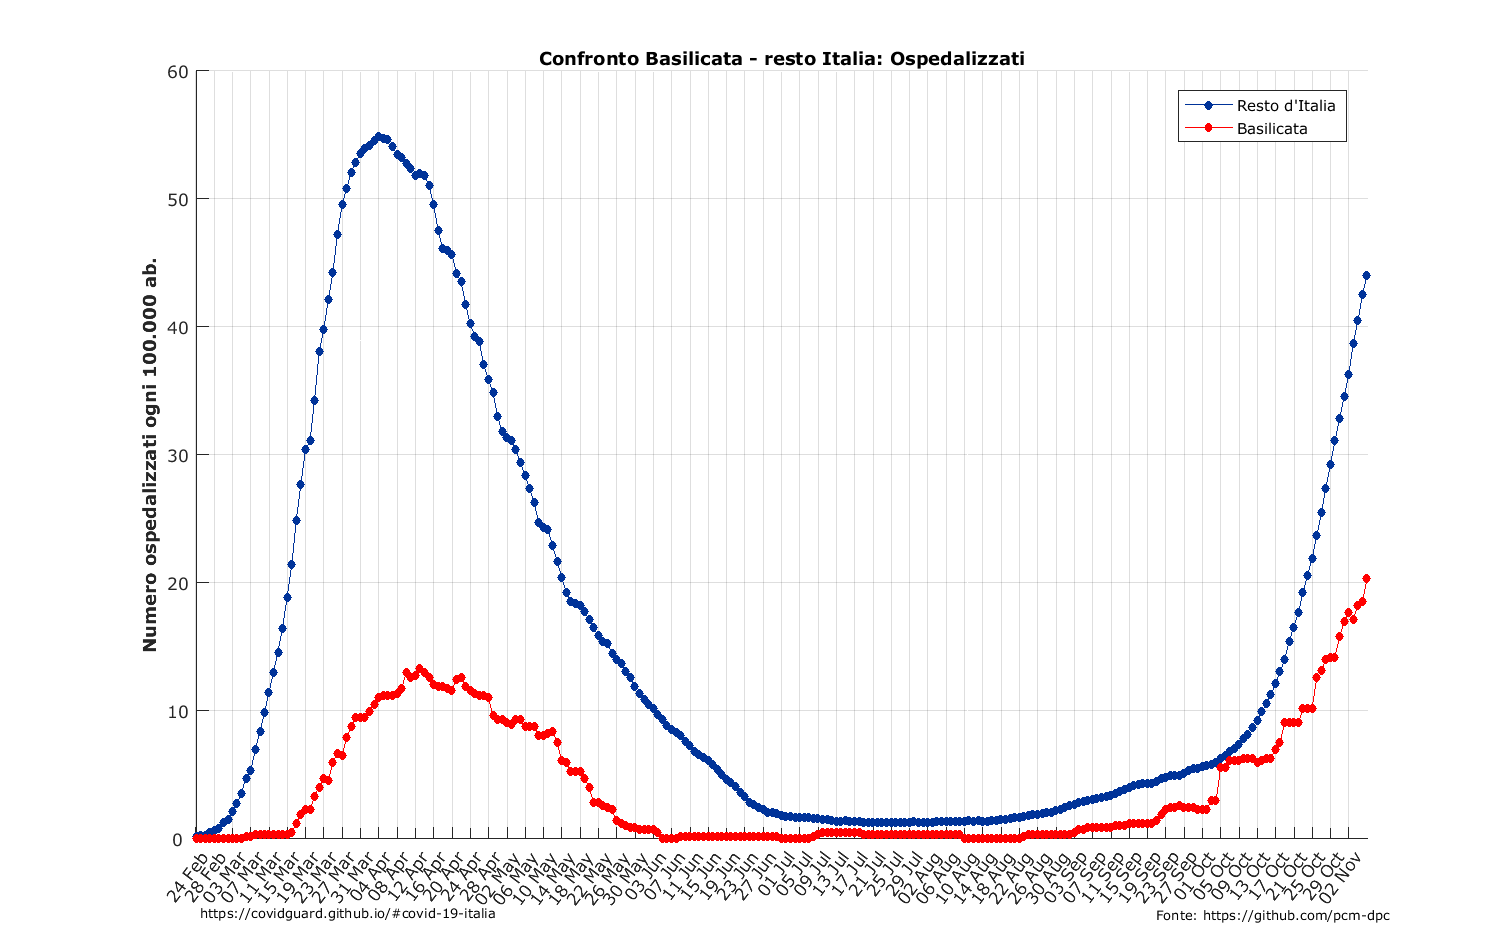 Confronto Basilicata - resto Italia: Ospedalizzati
Resto d'Italia
Basilicata
Numero ospedalizzati ogni 100.000 ab.
60
50
40
30
20
10
0
24 Feb
28 Feb
03 Mar
07 Mar
11 Mar
15 Mar
19 Mar
23 Mar
27 Mar
31 Mar
04 Apr
08 Apr
12 Apr
16 Apr
20 Apr
24 Apr
28 Apr
02 May
06 May
10 May
14 May
18 May
22 May
26 May
30 May
03 Jun
07 Jun
11 Jun
15 Jun
19 Jun
23 Jun
27 Jun
01 Jul
05 Jul
09 Jul
13 Jul
17 Jul
21 Jul
25 Jul
29 Jul
02 Aug
06 Aug
10 Aug
14 Aug
18 Aug
22 Aug
26 Aug
30 Aug
03 Sep
07 Sep
11 Sep
15 Sep
19 Sep
23 Sep
27 Sep
01 Oct
05 Oct
09 Oct
13 Oct
17 Oct
21 Oct
25 Oct
29 Oct
02 Nov
https://covidguard.github.io/#covid-19-italia
Fonte: https://github.com/pcm-dpc